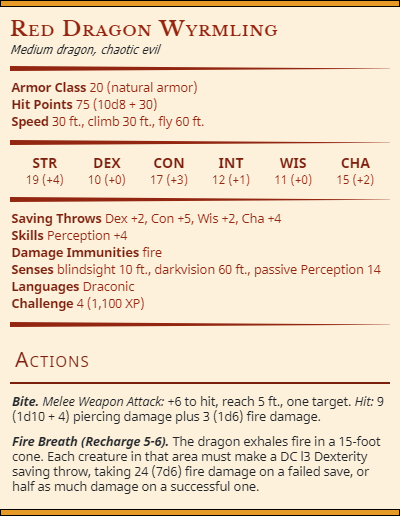 Red Dragon Wyrmling
Medium dragon, chaotic evil
Armor Class 20 (natural armor)
Hit Points 75 (10d8 + 30)
Speed 30 ft., climb 30 ft., fly 60 ft.
STR DEX CON INT WIS CHA
19 (+4) 10 (+0) 17 (+3) 12 (+1) 11 (+0) 15 (+2)
Saving Throws Dex +2, Con +5, Wis +2, Cha +4
Skills Perception +4
Damage Immunities fire
Senses blindsight 10 ft., darkvision 60 ft., passive Perception 14
Languages Draconic
Challenge 4 (1,100 XP)
Actions
Bite. Melee Weapon Attack: +6 to hit, reach 5 ft., one target. Hit: 9
(1d10 + 4) piercing damage plus 3 (1d6) fire damage.
Fire Breath (Recharge 5-6). The dragon exhales fire in a 15-foot
cone. Each creature in that area must make a DC l3 Dexterity
saving throw, taking 24 (7d6) fire damage on a failed save, or
half as much damage on a successful one.